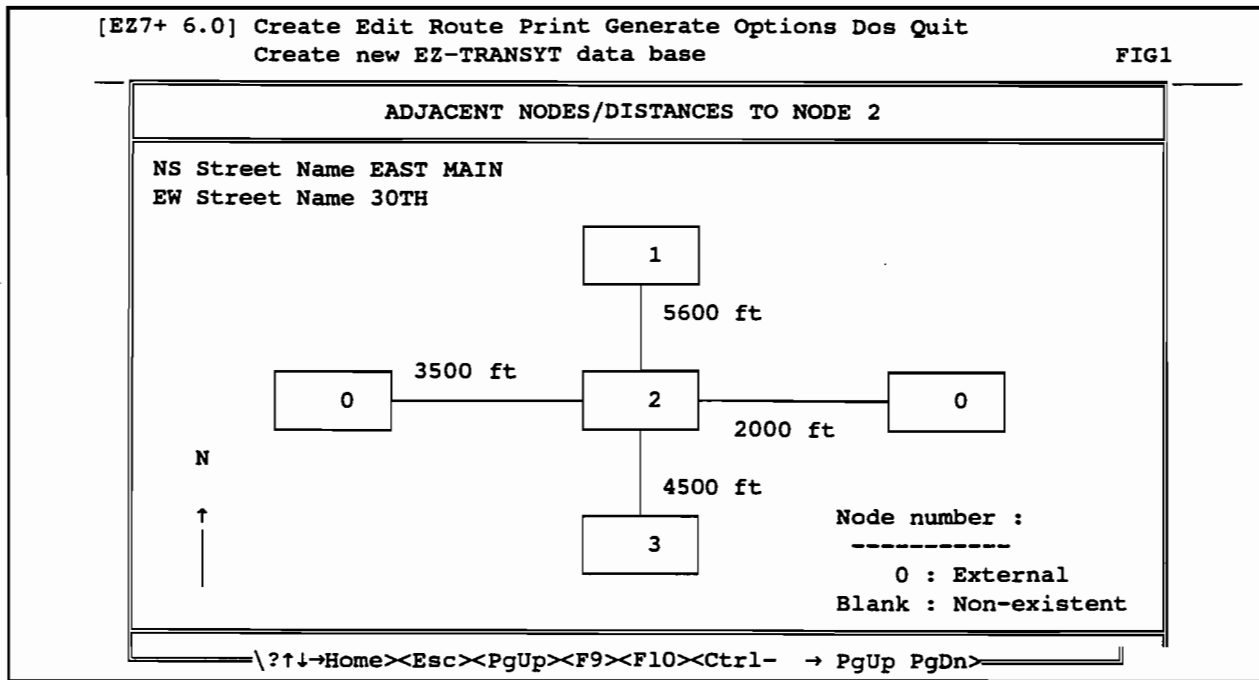 [EZ7+ 6.0] Create Edit Route Print Generate Options Dos Quit
Create new EZ-TRANSYT data base FIG1
ADJACENT NODES/DISTANCES TO NODE 2
NS Street Name EAST MAIN
EW Street Name 30TH
1
5600 ft
3500 ft
0 2 0
2000 ft
N
4500 ft
↑
Node number :
3
-----------
0 : External
Blank : Non-existent
\?↑↓→Home><Esc><PgUp><F9><F10><Ctrl- → PgUp PgDn>